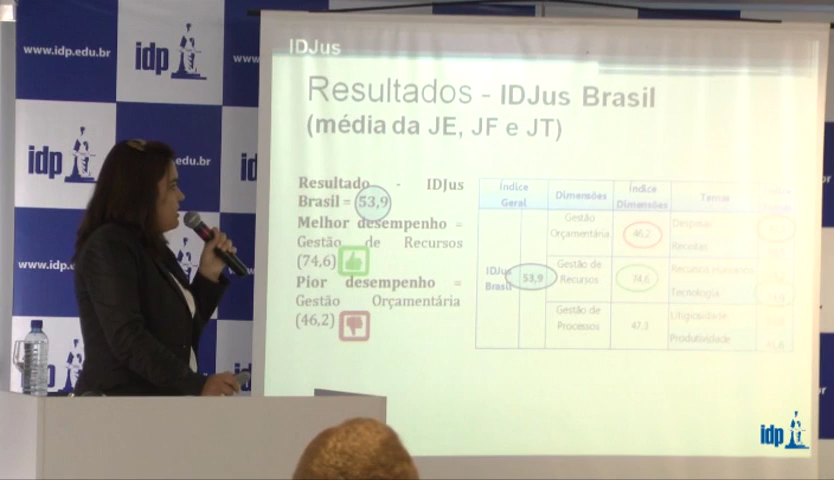 www.idp.edu.br
idp
www
idp
edu.br
id
www.idp.e
IDJus
Resultados - IDJus Brasil
(média da JE, JF e JT)
Resultado - IDJus
Brasil = (53,9)
Melhor desempenho =
Gestão de Recursos
(74,6)
Pior desempenho =
Gestão Orçamentária
(46,2)
Índice
Geral
Dimensões
Índice
Dimensões
Temas
IDJus
Brasil
53,9
Gestão
Orçamentária
46,2
Despesas
Receitas
Gestão de
Recursos
74,6
Recursos Humanos
Tecnologia
Gestão de
Processos
47,3
Litigiosidade
Produtividade
idp